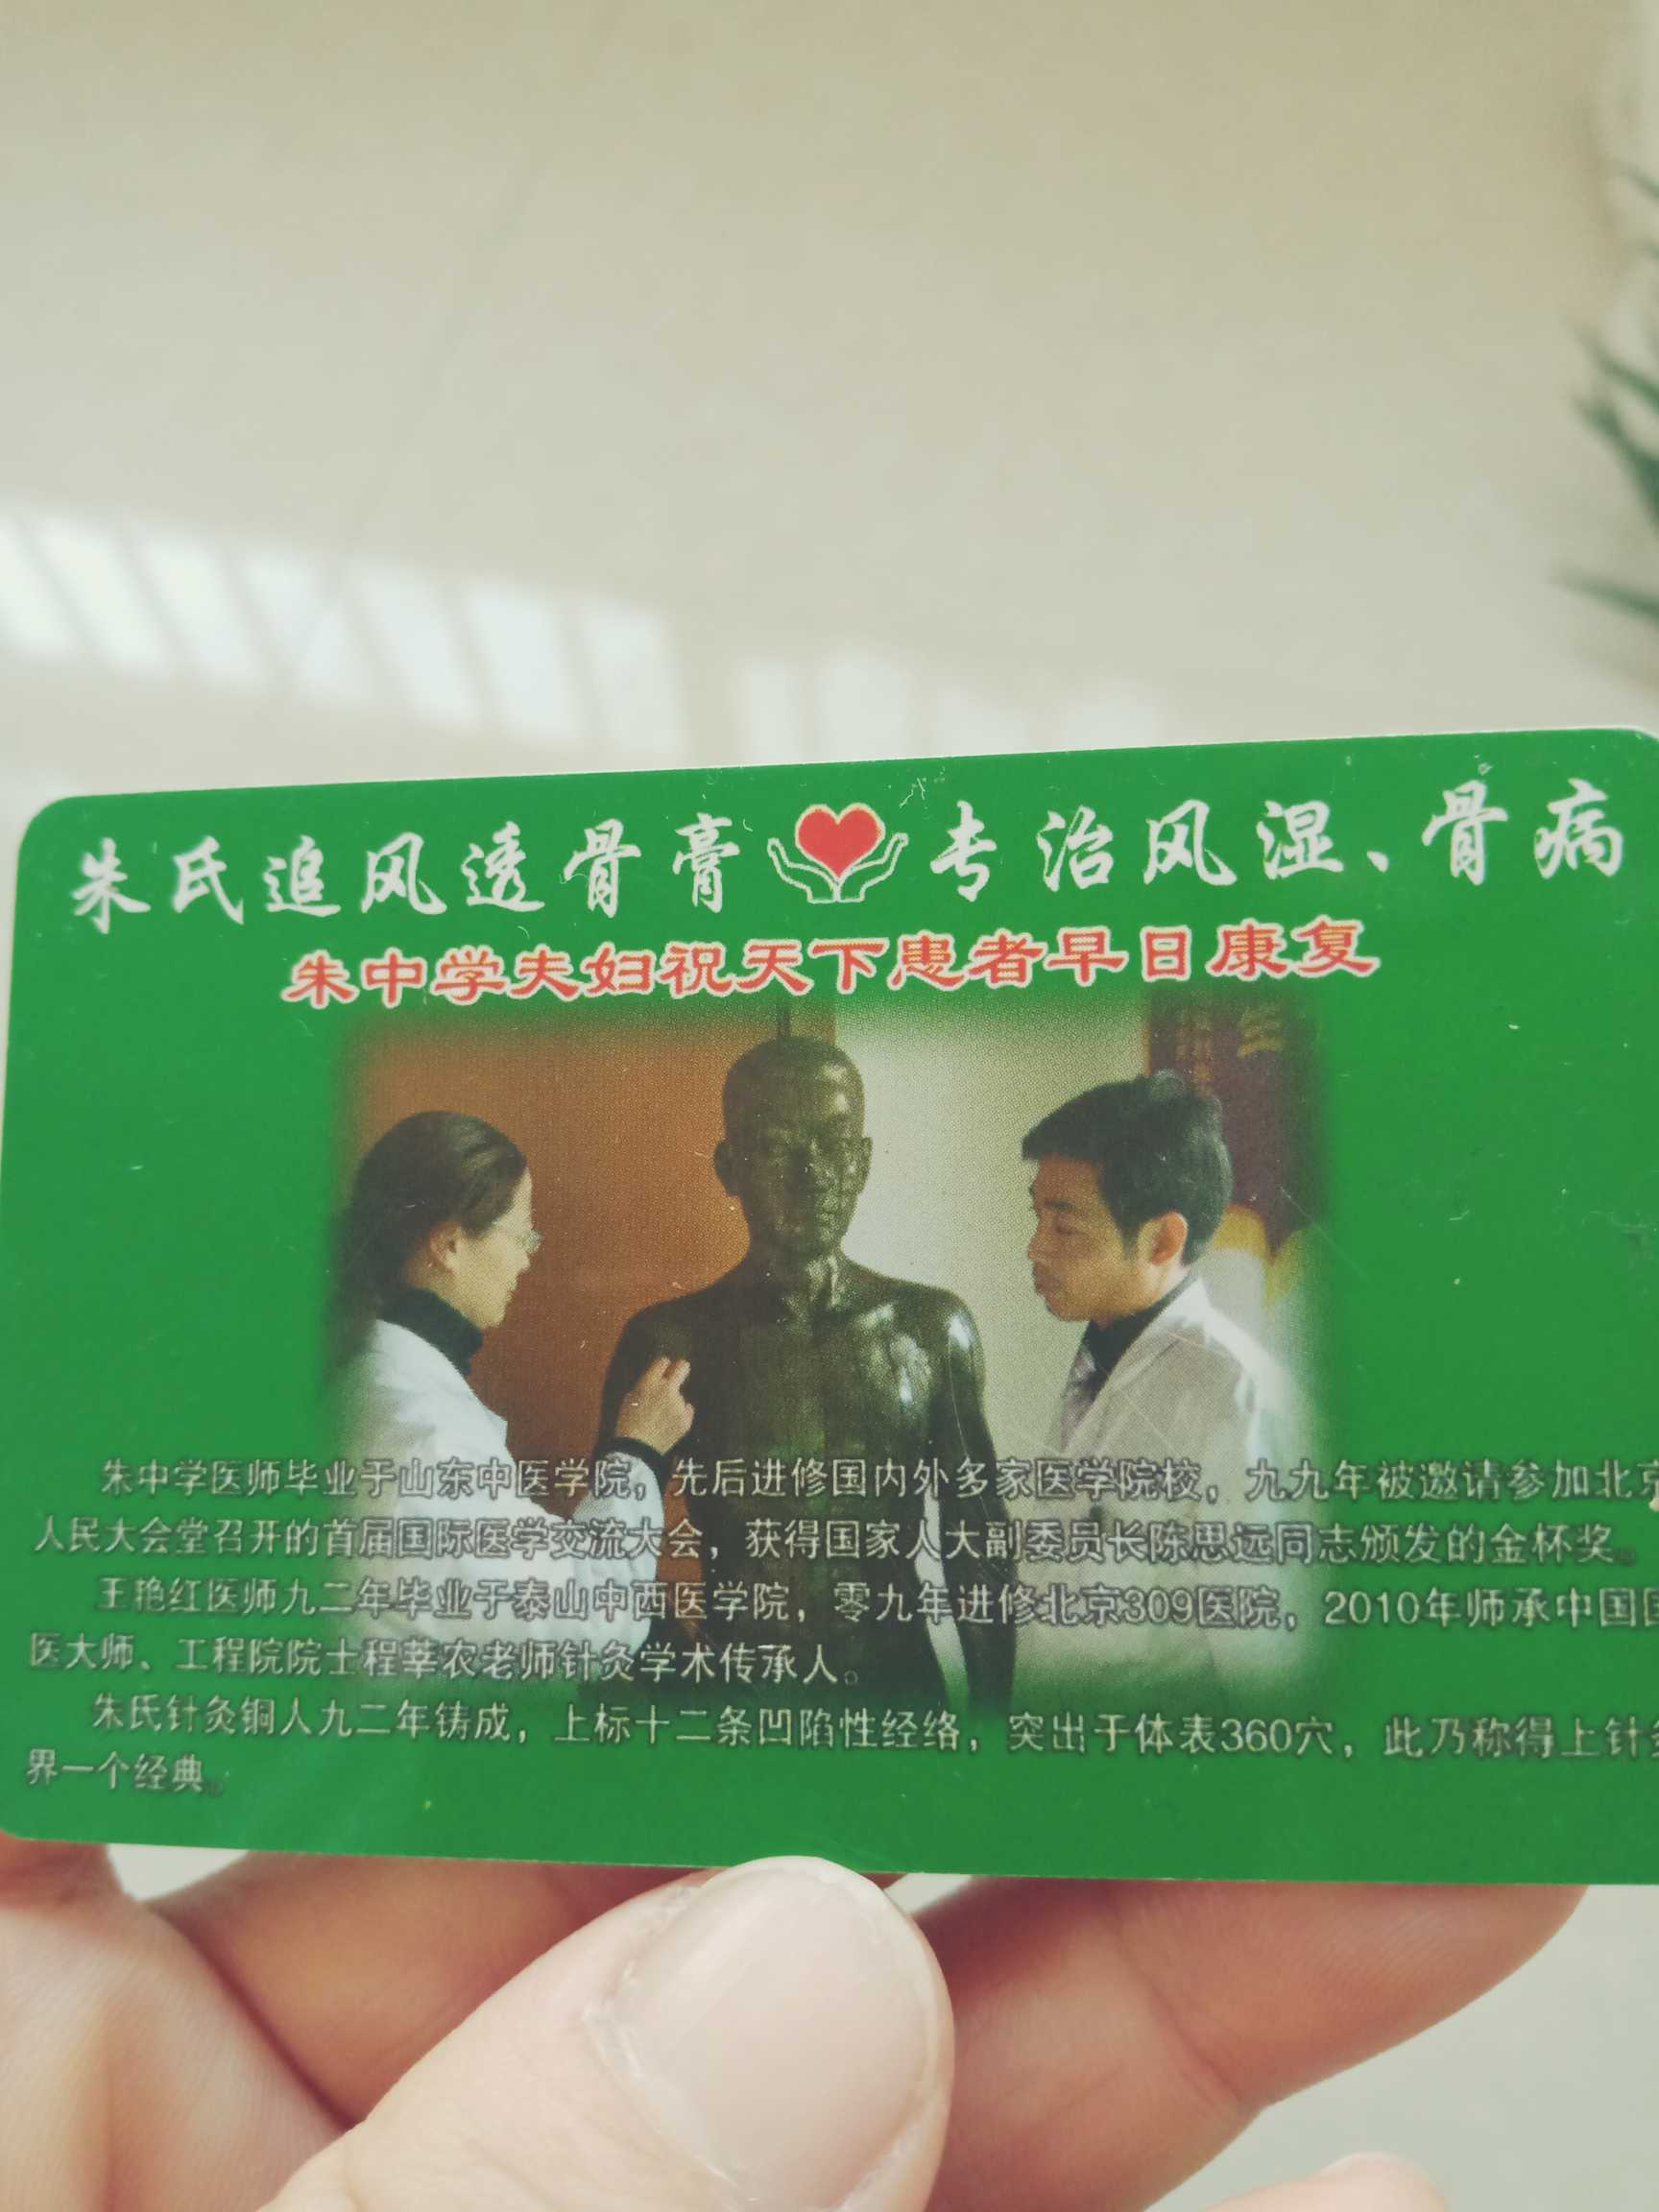 朱氏追风透骨膏 专治风湿、骨病
朱中学夫妇祝天下患者早日康复
朱中学医师毕业于山东中医学院，先后进修国内外多家医学院校，九九年被邀请参加北京
人民大会堂召开的首届国际医学交流大会，获得国家人大副委员长陈思远同志颁发的金杯奖。
王艳红医师九二年毕业于泰山中西医学院，零九年进修北京309医院，2010年师承中国国
医大师、工程院院士程莘农老师针灸学术传承人。
朱氏针灸铜人九二年铸成，上标十二条凹陷性经络，突出于体表360穴，此乃称得上针
界一个经典。